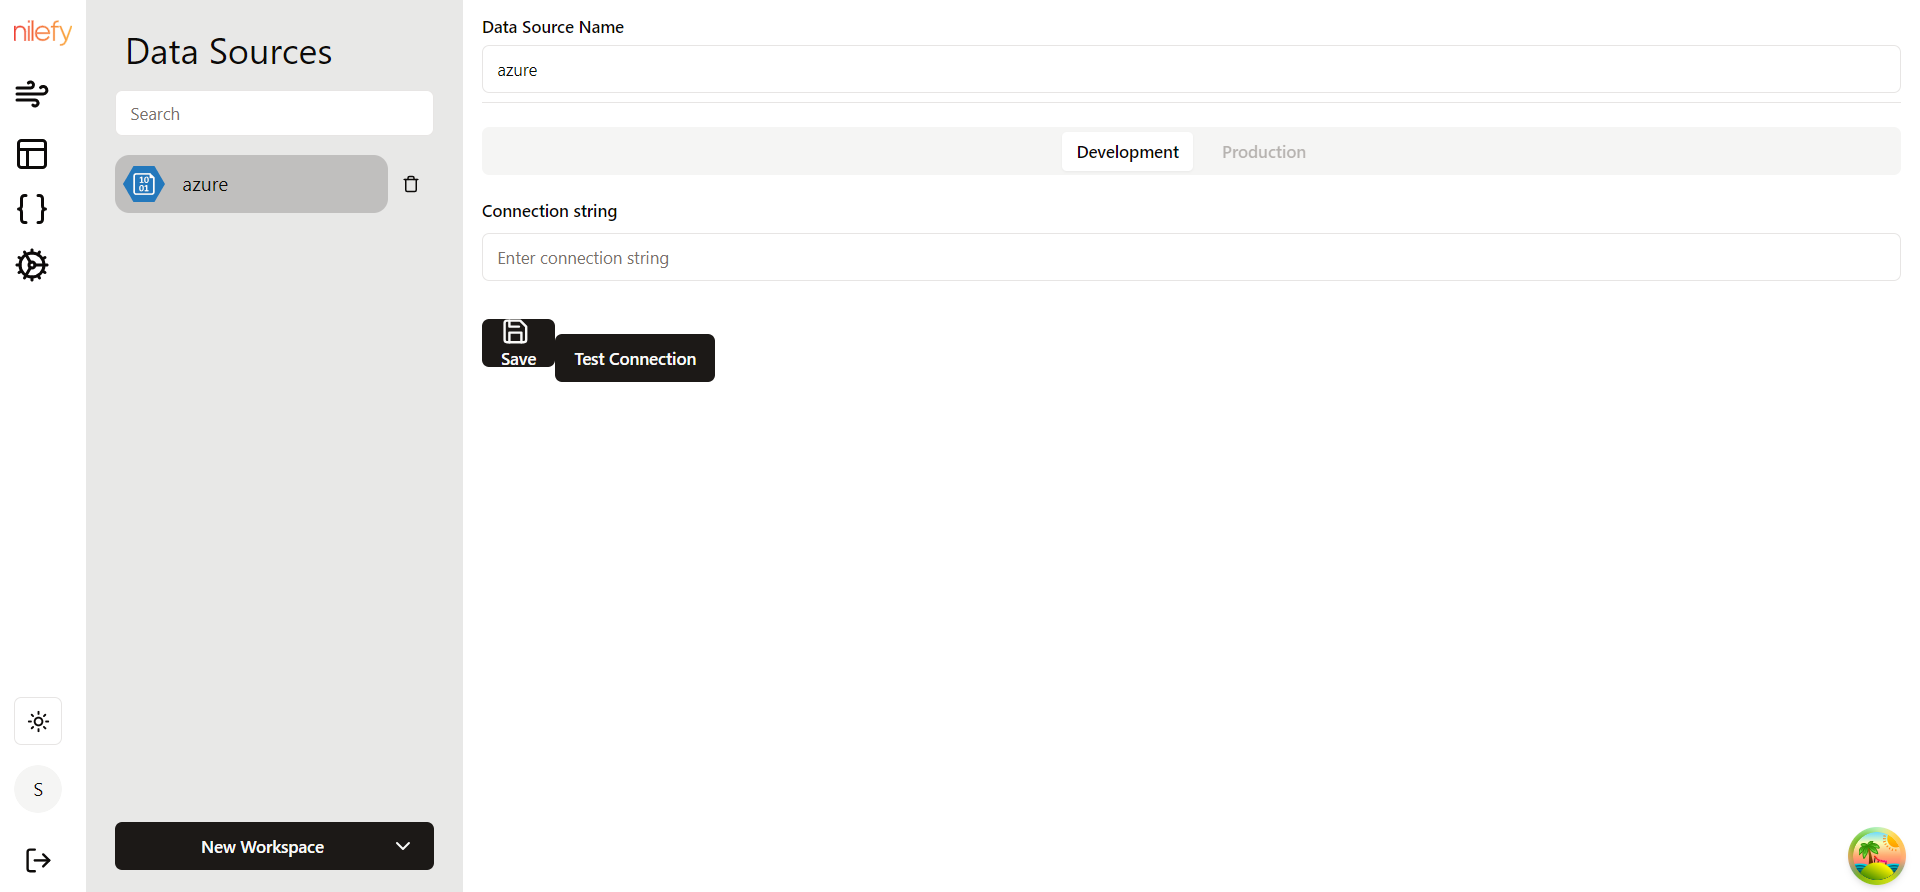 nilefy
Data Sources
Search
10
01
azure
New Workspace
S
Data Source Name
azure
Development
Production
Connection string
Enter connection string
Save
Test Connection